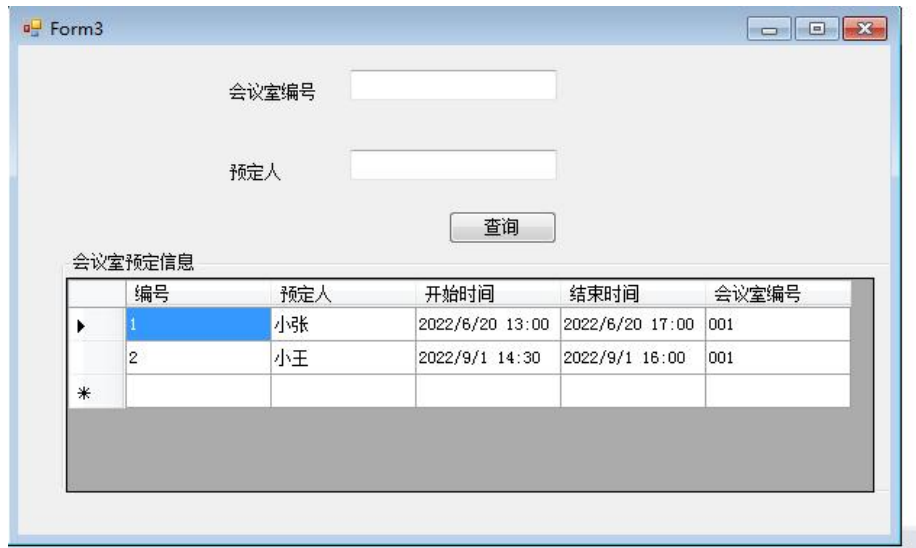 Form3
会议室编号
预定人
查询
会议室预定信息
编号 预定人 开始时间 结束时间 会议室编号
1 小张 2022/6/20 13:00 2022/6/20 17:00 001
2 小王 2022/9/1 14:30 2022/9/1 16:00 001